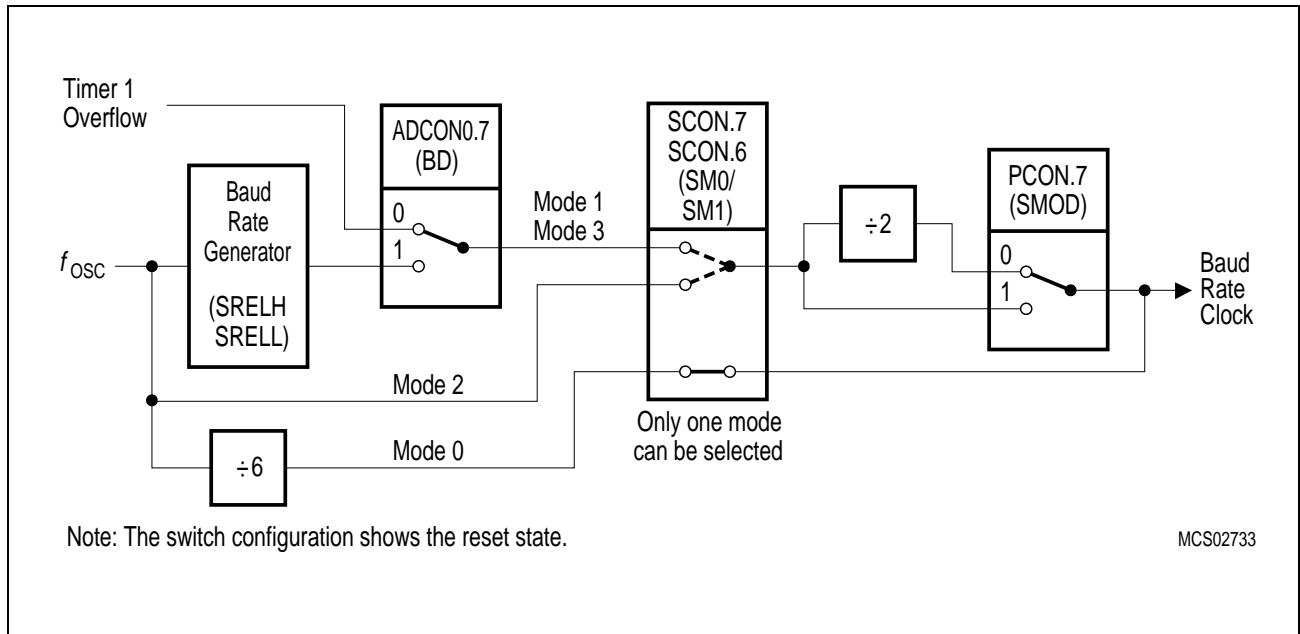 Timer 1
Overflow
ADCON0.7
(BD)
0
1
Baud
Rate
Generator
(SRELH
SRELL)
f OSC
Mode 1
Mode 3
Mode 2
Mode 0
÷6
SCON.7
SCON.6
(SM0/
SM1)
Only one mode
can be selected
÷2
PCON.7
(SMOD)
0
1
Baud
Rate
Clock
Note: The switch configuration shows the reset state.
MCS02733